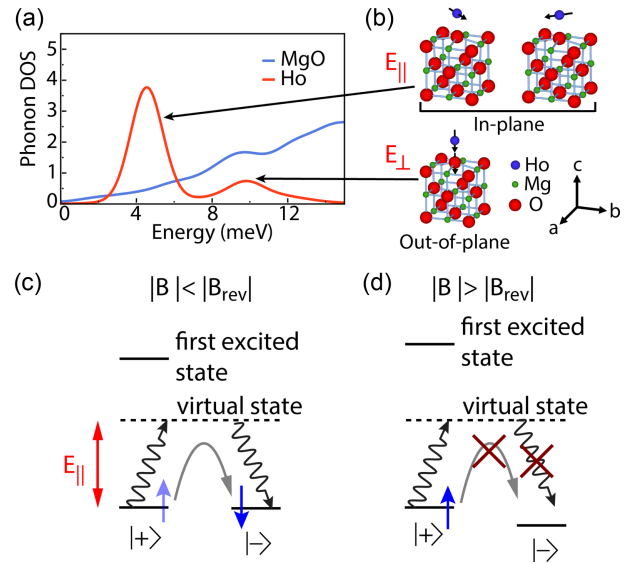 (a)
5
4
3
2
1
0
Phonon DOS
MgO
Ho
0
4
8
12
Energy (meV)
(b)
E||
In-plane
E⊥
Out-of-plane
Ho
Mg
O
c
b
a
(c)
|B|<|Brev|
first excited
state
virtual state
E||
|+>
|−>
(d)
|B|>|Brev|
first excited
state
virtual state
|+>
|−>